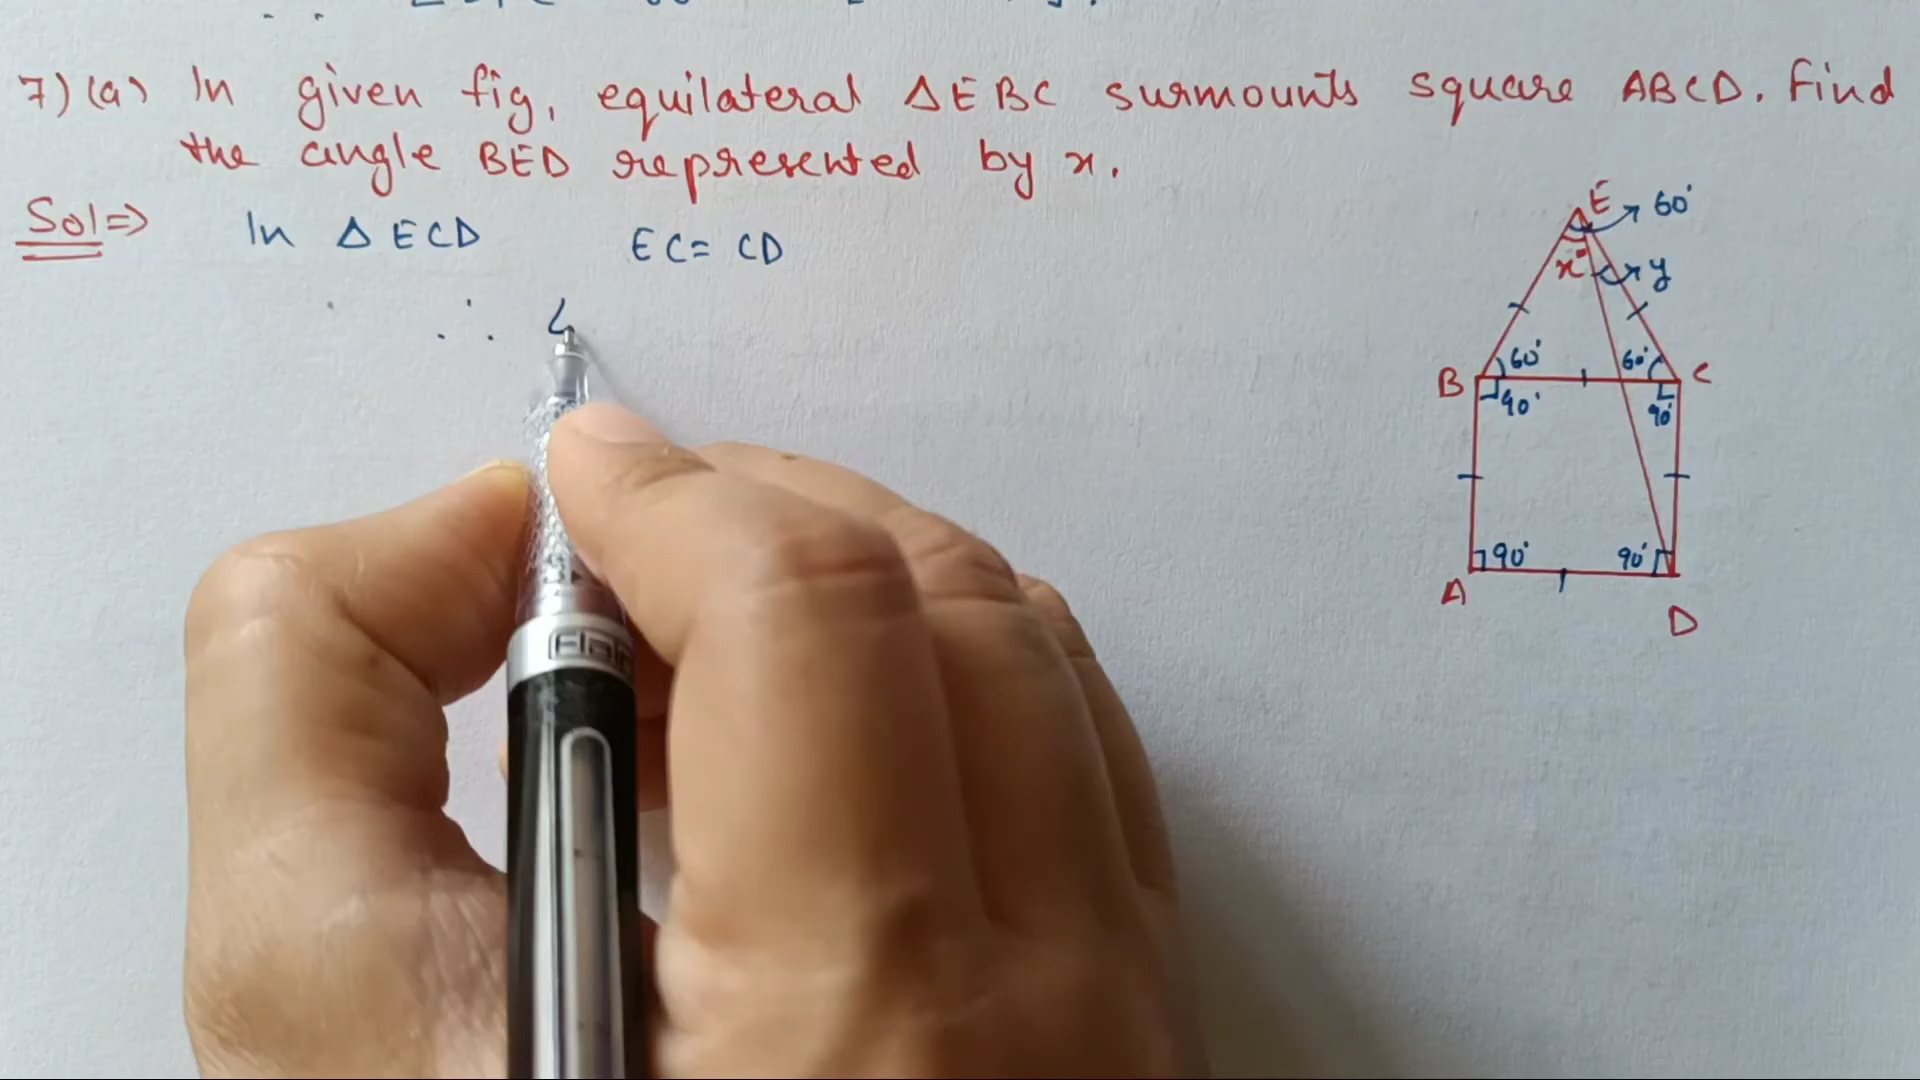 7)(a) In given fig, equilateral ΔEBC surmounts square ABCD. Find
the angle BED represented by x.
Sol⇒ In Δ ECD EC = CD
∴ ∠
E 60°
x° y
B 60° 60° C
90° 90°
90° 90°
A D